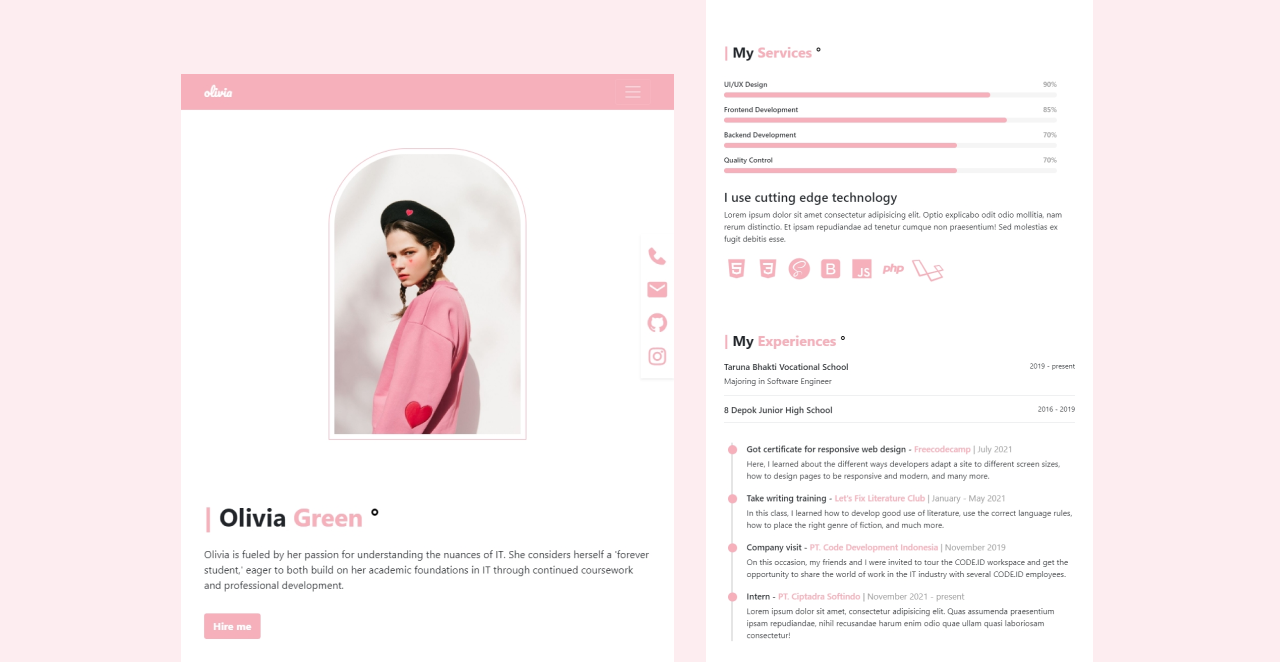 olivia
| Olivia Green °
Olivia is fueled by her passion for understanding the nuances of IT. She considers herself a 'forever
student,' eager to both build on her academic foundations in IT through continued coursework
and professional development.
Hire me
| My Services °
UI/UX Design 90%
Frontend Development 85%
Backend Development 70%
Quality Control 70%
I use cutting edge technology
Lorem ipsum dolor sit amet consectetur adipisicing elit. Optio explicabo odit odio mollitia, nam
rerum distinctio. Et ipsam repudiandae ad tenetur cumque non praesentium! Sed molestias ex
fugit debitis esse.
5 3 S B JS php
| My Experiences °
Taruna Bhakti Vocational School 2019 - present
Majoring in Software Engineer
8 Depok Junior High School 2016 - 2019
Got certificate for responsive web design - Freecodecamp | July 2021
Here, I learned about the different ways developers adapt a site to different screen sizes,
how to design pages to be responsive and modern, and many more.
Take writing training - Let's Fix Literature Club | January - May 2021
In this class, I learned how to develop good use of literature, use the correct language rules,
how to place the right genre of fiction, and much more.
Company visit - PT. Code Development Indonesia | November 2019
On this occasion, my friends and I were invited to tour the CODE.ID workspace and get the
opportunity to share the world of work in the IT industry with several CODE.ID employees.
Intern - PT. Ciptadra Softindo | November 2021 - present
Lorem ipsum dolor sit amet, consectetur adipisicing elit. Quas assumenda praesentium
ipsam repudiandae, nihil recusandae harum enim odio quae ullam quasi laboriosam
consectetur!